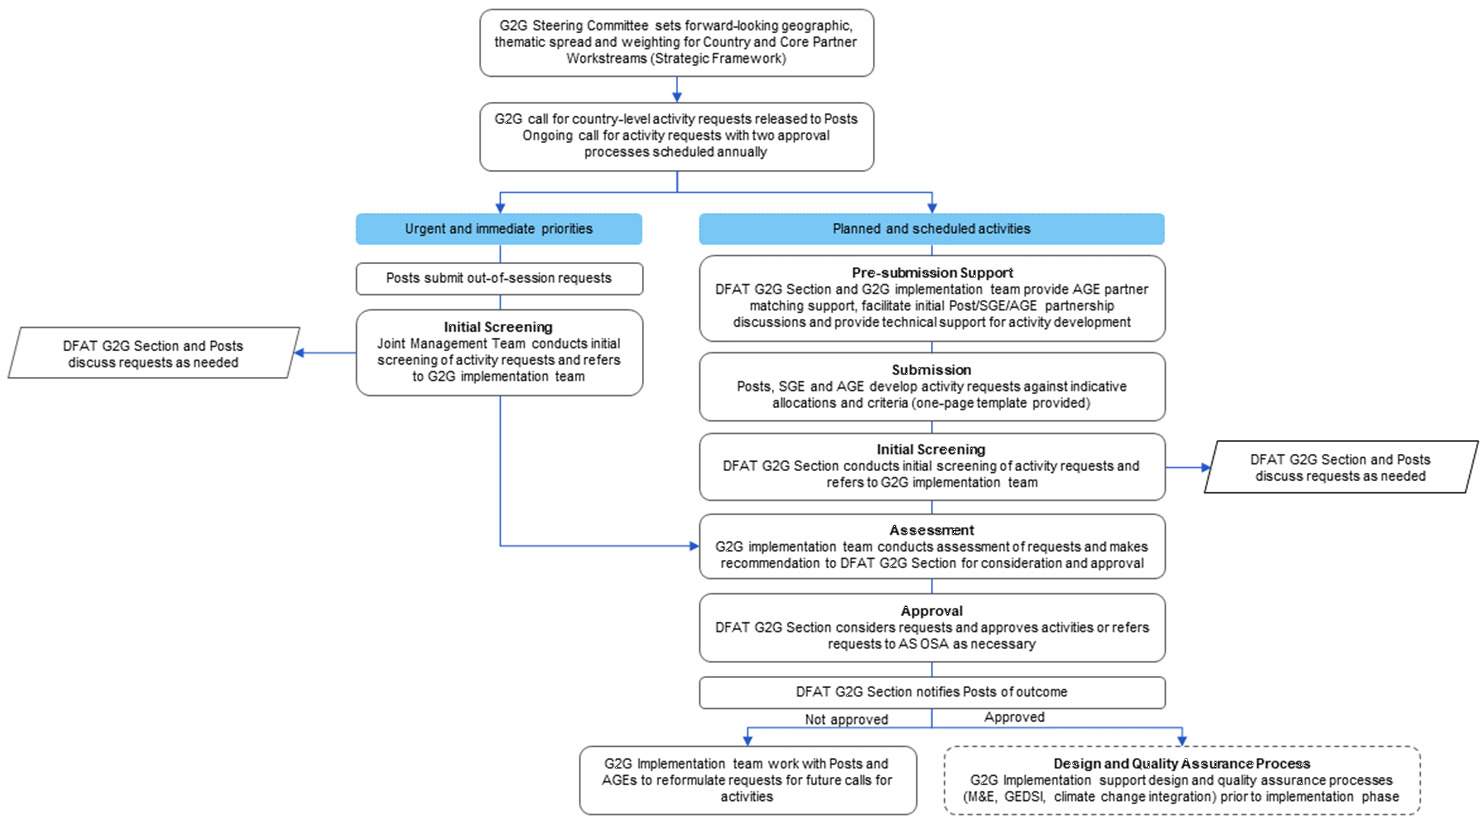 G2G Steering Committee sets forward-looking geographic,
thematic spread and weighting for Country and Core Partner
Workstreams (Strategic Framework)
G2G call for country-level activity requests released to Posts
Ongoing call for activity requests with two approval
processes scheduled annually
Urgent and immediate priorities
Posts submit out-of-session requests
Initial Screening
Joint Management Team conducts initial
screening of activity requests and refers
to G2G implementation team
DFAT G2G Section and Posts
discuss requests as needed
Planned and scheduled activities
Pre-submission Support
DFAT G2G Section and G2G implementation team provide AGE partner
matching support, facilitate initial Post/SGE/AGE partnership
discussions and provide technical support for activity development
Submission
Posts, SGE and AGE develop activity requests against indicative
allocations and criteria (one-page template provided)
Initial Screening
DFAT G2G Section conducts initial screening of activity requests and
refers to G2G implementation team
DFAT G2G Section and Posts
discuss requests as needed
Assessment
G2G implementation team conducts assessment of requests and makes
recommendation to DFAT G2G Section for consideration and approval
Approval
DFAT G2G Section considers requests and approves activities or refers
requests to AS OSA as necessary
DFAT G2G Section notifies Posts of outcome
Not approved
Approved
G2G Implementation team work with Posts and
AGEs to reformulate requests for future calls for
activities
Design and Quality Assurance Process
G2G Implementation support design and quality assurance processes
(M&E, GEDSI, climate change integration) prior to implementation phase